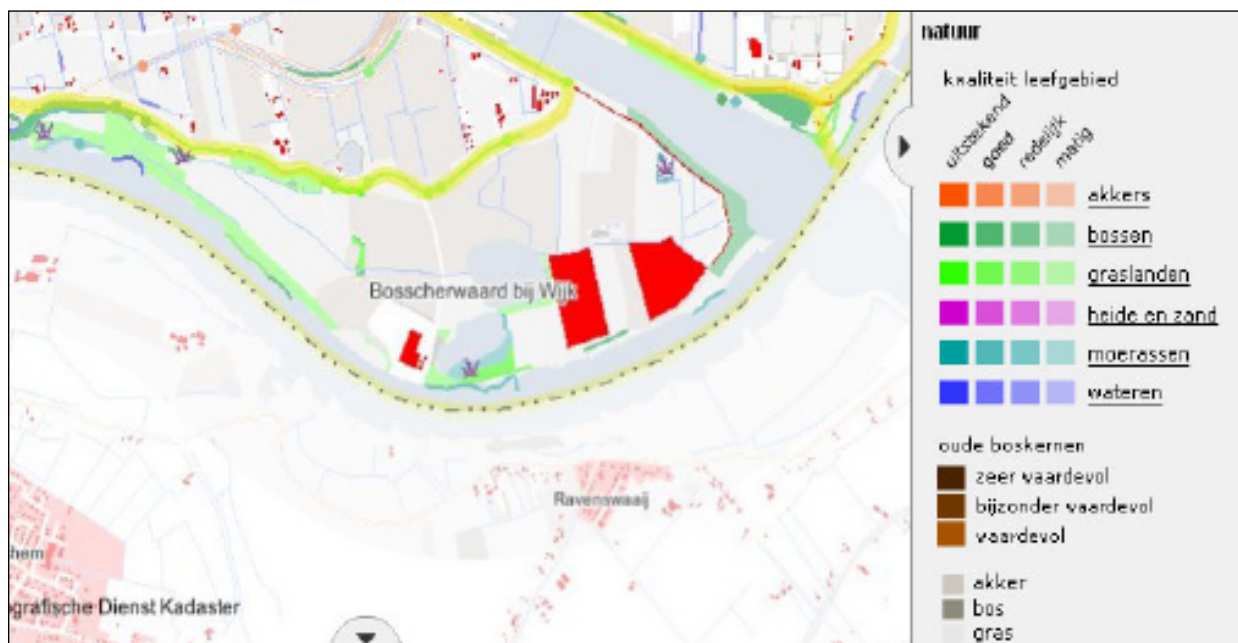 Bosscherwaard bij Wijk
Ravenswaaij
hem
ografische Dienst Kadaster
natuur
kwaliteit leefgebied
uitstekend
goed
redelijk
matig
akkers
bossen
graslanden
heide en zand
moerassen
wateren
oude boskernen
zeer waardevol
bijzonder waardevol
waardevol
akker
bos
gras